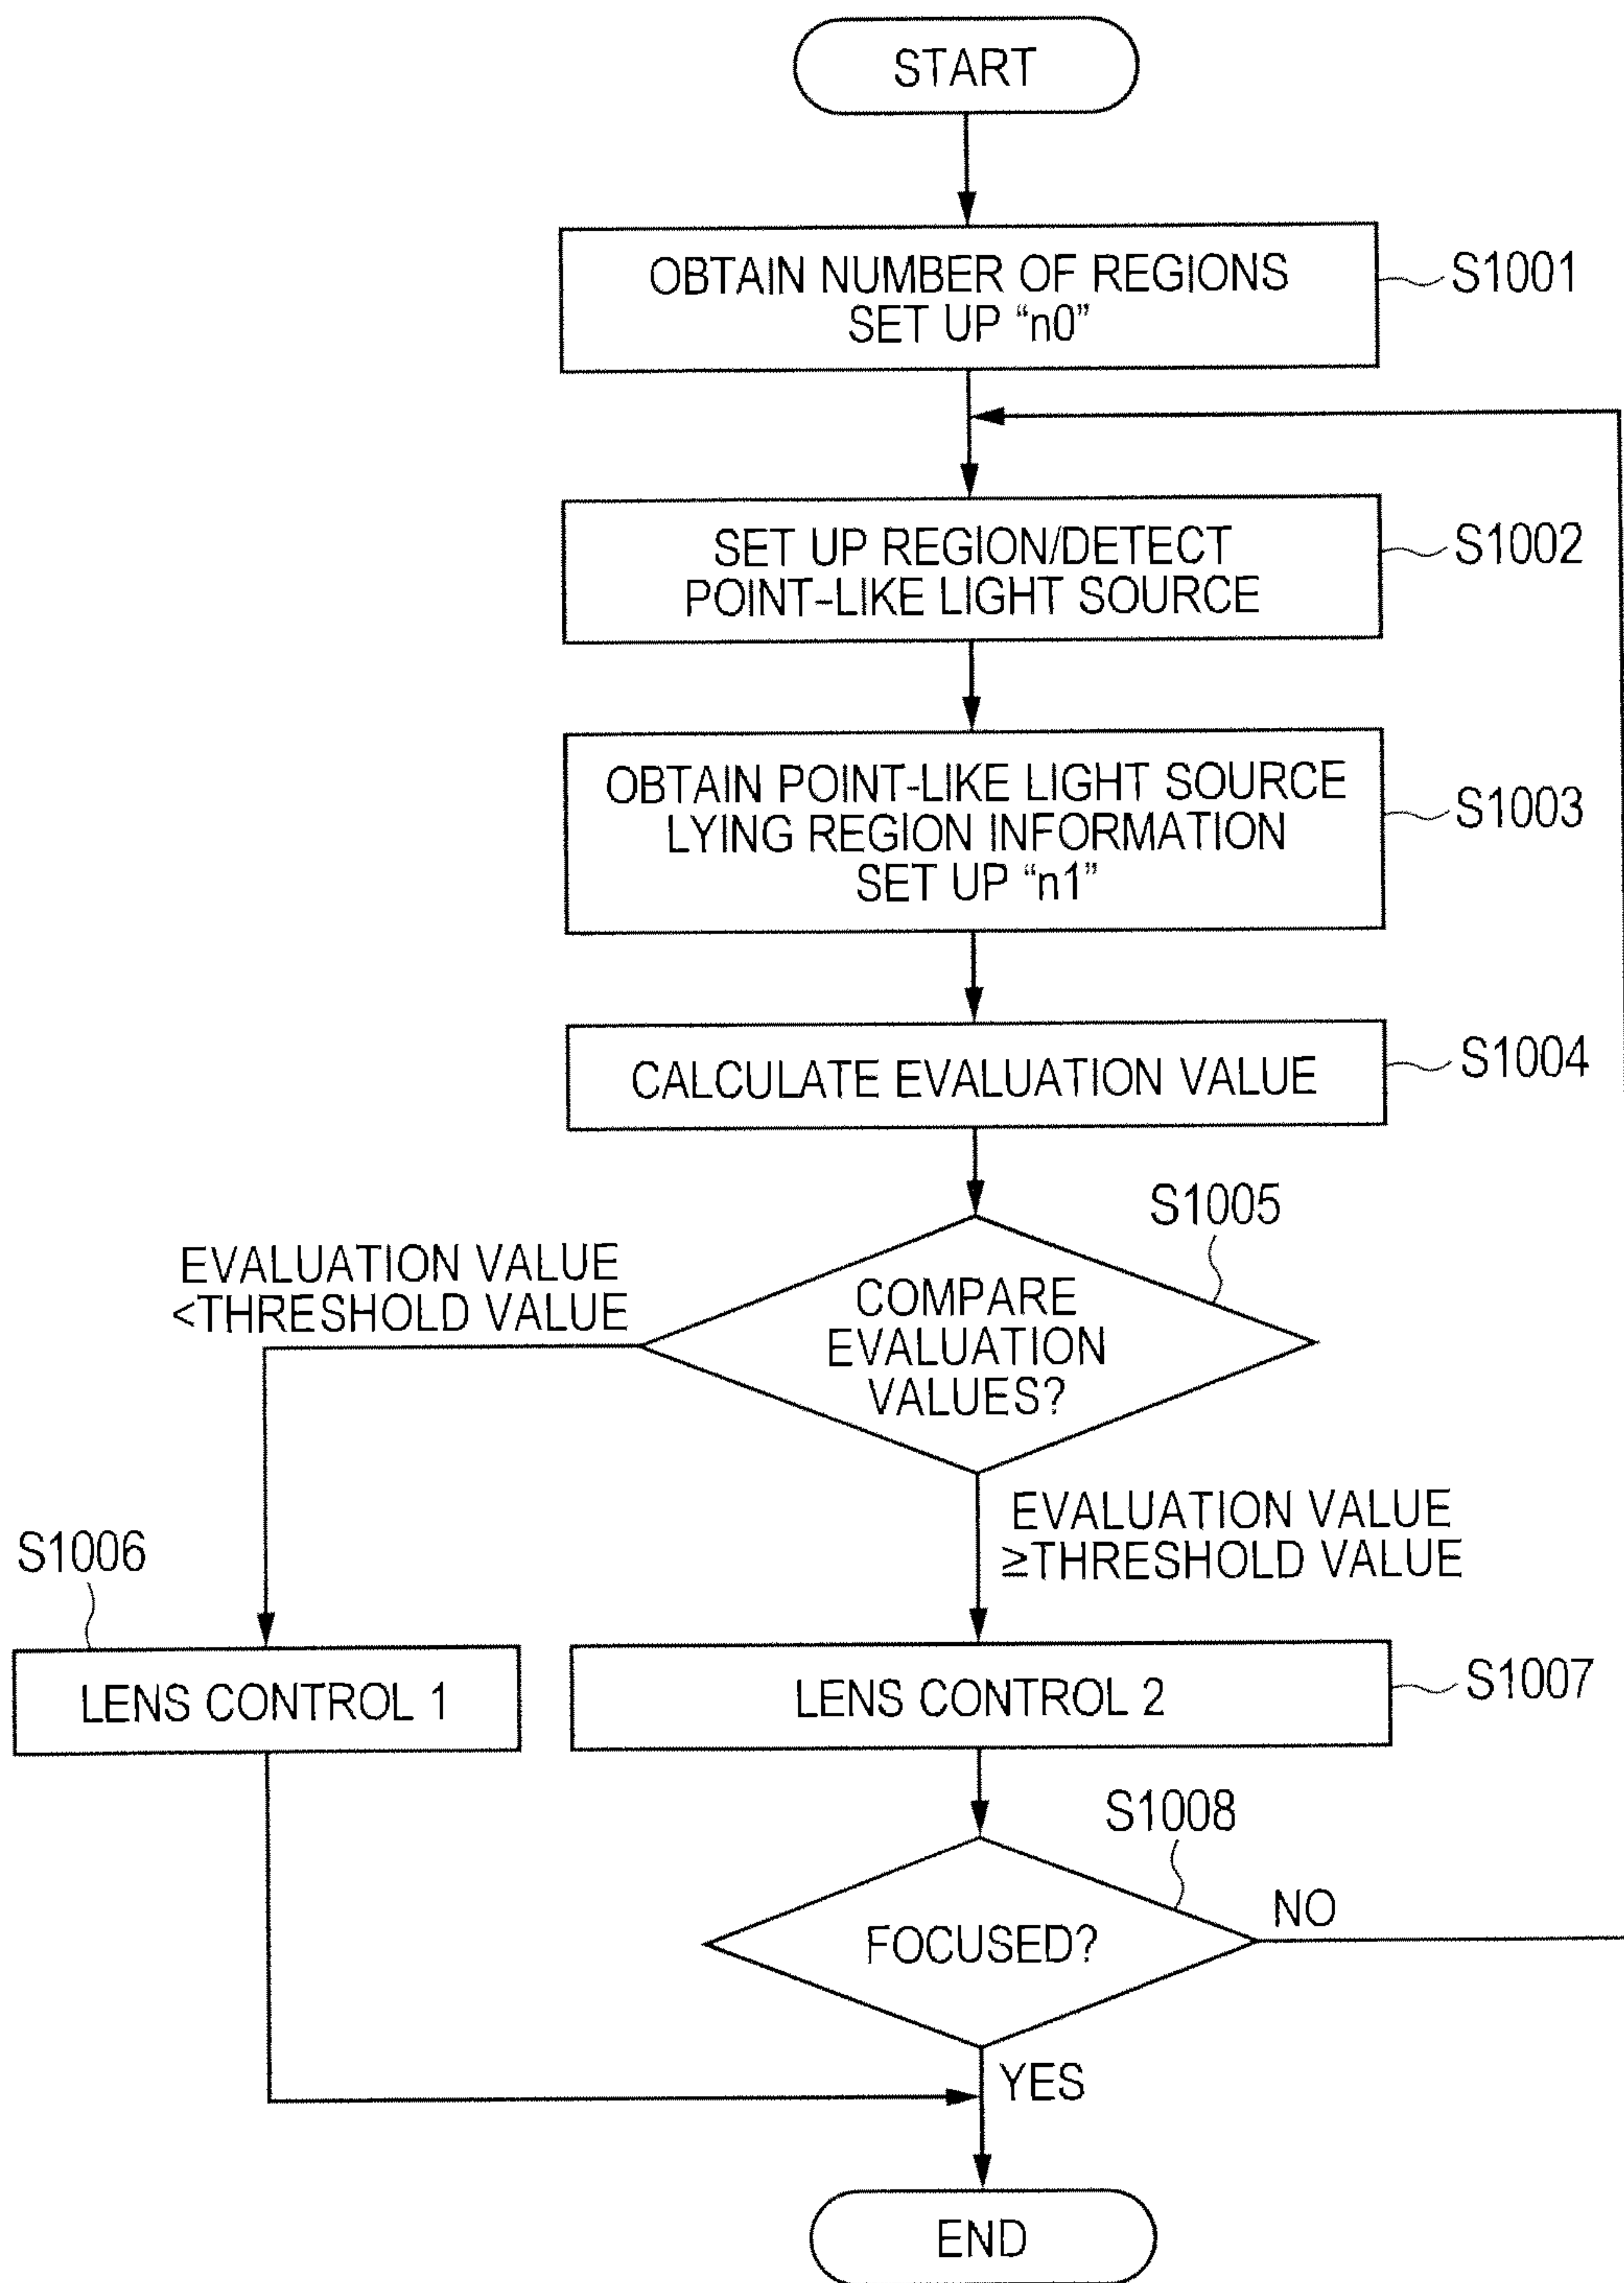 START
OBTAIN NUMBER OF REGIONS
SET UP “n0”
S1001
SET UP REGION/DETECT
POINT–LIKE LIGHT SOURCE
S1002
OBTAIN POINT-LIKE LIGHT SOURCE
LYING REGION INFORMATION
SET UP “n1”
S1003
CALCULATE EVALUATION VALUE
S1004
S1005
COMPARE
EVALUATION
VALUES?
EVALUATION VALUE
<THRESHOLD VALUE
EVALUATION VALUE
≥THRESHOLD VALUE
S1006
LENS CONTROL 1
LENS CONTROL 2
S1007
S1008
FOCUSED?
NO
YES
END